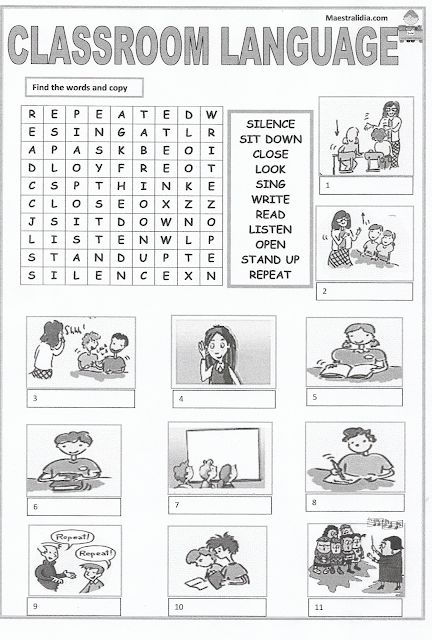 Maestralidia.com
CLASSROOM LANGUAGE
Find the words and copy
R E P E A T E D W
E S I N G A T L R
A P A S K B E O I
D L O Y F R E O T
C S P T H I N K E
C L O S E O X Z Z
J S I T D O W N O
L I S T E N W L P
S T A N D U P T E
S I L E N C E X N
SILENCE
SIT DOWN
CLOSE
LOOK
SING
WRITE
READ
LISTEN
OPEN
STAND UP
REPEAT
1
2
Shhh!
3
4
5
6
7
8
Repeat!
Repeat!
9
10
11